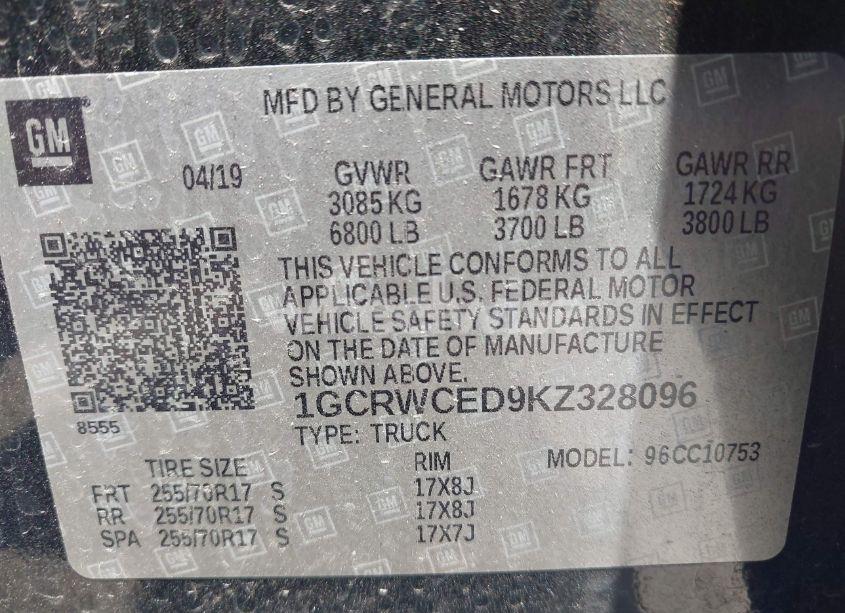 MFD BY GENERAL MOTORS LLC
GM
04/19 GVWR GAWR FRT GAWR RR
3085 KG 1678 KG 1724 KG
6800 LB 3700 LB 3800 LB
THIS VEHICLE CONFORMS TO ALL
APPLICABLE U.S. FEDERAL MOTOR
VEHICLE SAFETY STANDARDS IN EFFECT
ON THE DATE OF MANUFACTURE
SHOWN ABOVE.
1GCRWCED9KZ328096
8555
TYPE: TRUCK
TIRE SIZE RIM MODEL: 96CC10753
FRT 255/70R17 S 17X8J
RR 255/70R17 S 17X8J
SPA 255/70R17 S 17X7J